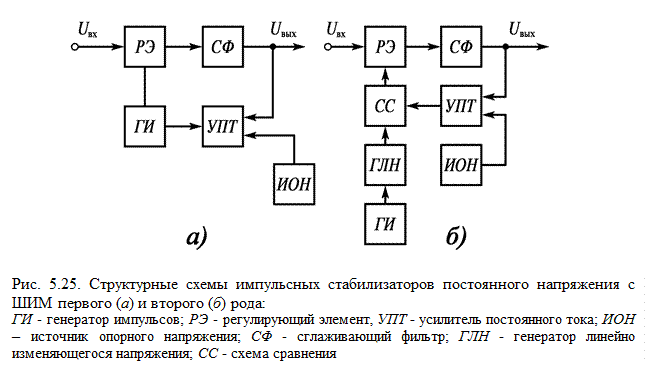 Uвх РЭ СФ Uвых Uвх РЭ СФ Uвых
ГИ УПТ СС УПТ
ИОН ГЛН ИОН
ГИ
а) б)
Рис. 5.25. Структурные схемы импульсных стабилизаторов постоянного напряжения с
ШИМ первого (а) и второго (б) рода:
ГИ - генератор импульсов; РЭ - регулирующий элемент, УПТ - усилитель постоянного тока; ИОН
– источник опорного напряжения; СФ - сглаживающий фильтр; ГЛН - генератор линейно
изменяющегося напряжения; СС - схема сравнения